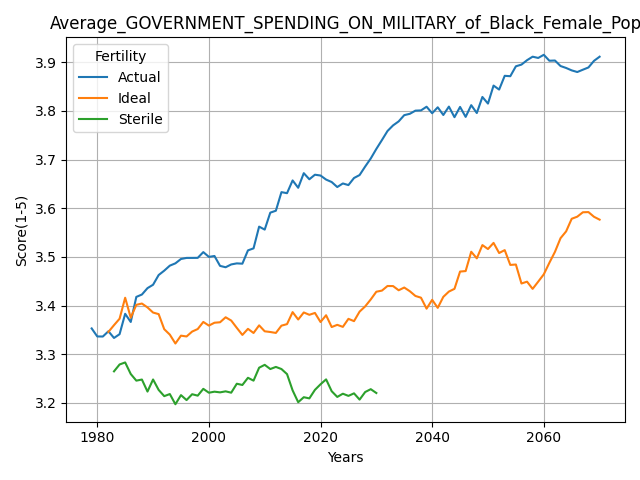 Average_GOVERNMENT_SPENDING_ON_MILITARY_of_Black_Female_Pop
Fertility
Actual
Ideal
Sterile
3.9
3.8
3.7
3.6
3.5
3.4
3.3
3.2
Score(1-5)
1980 2000 2020 2040 2060
Years